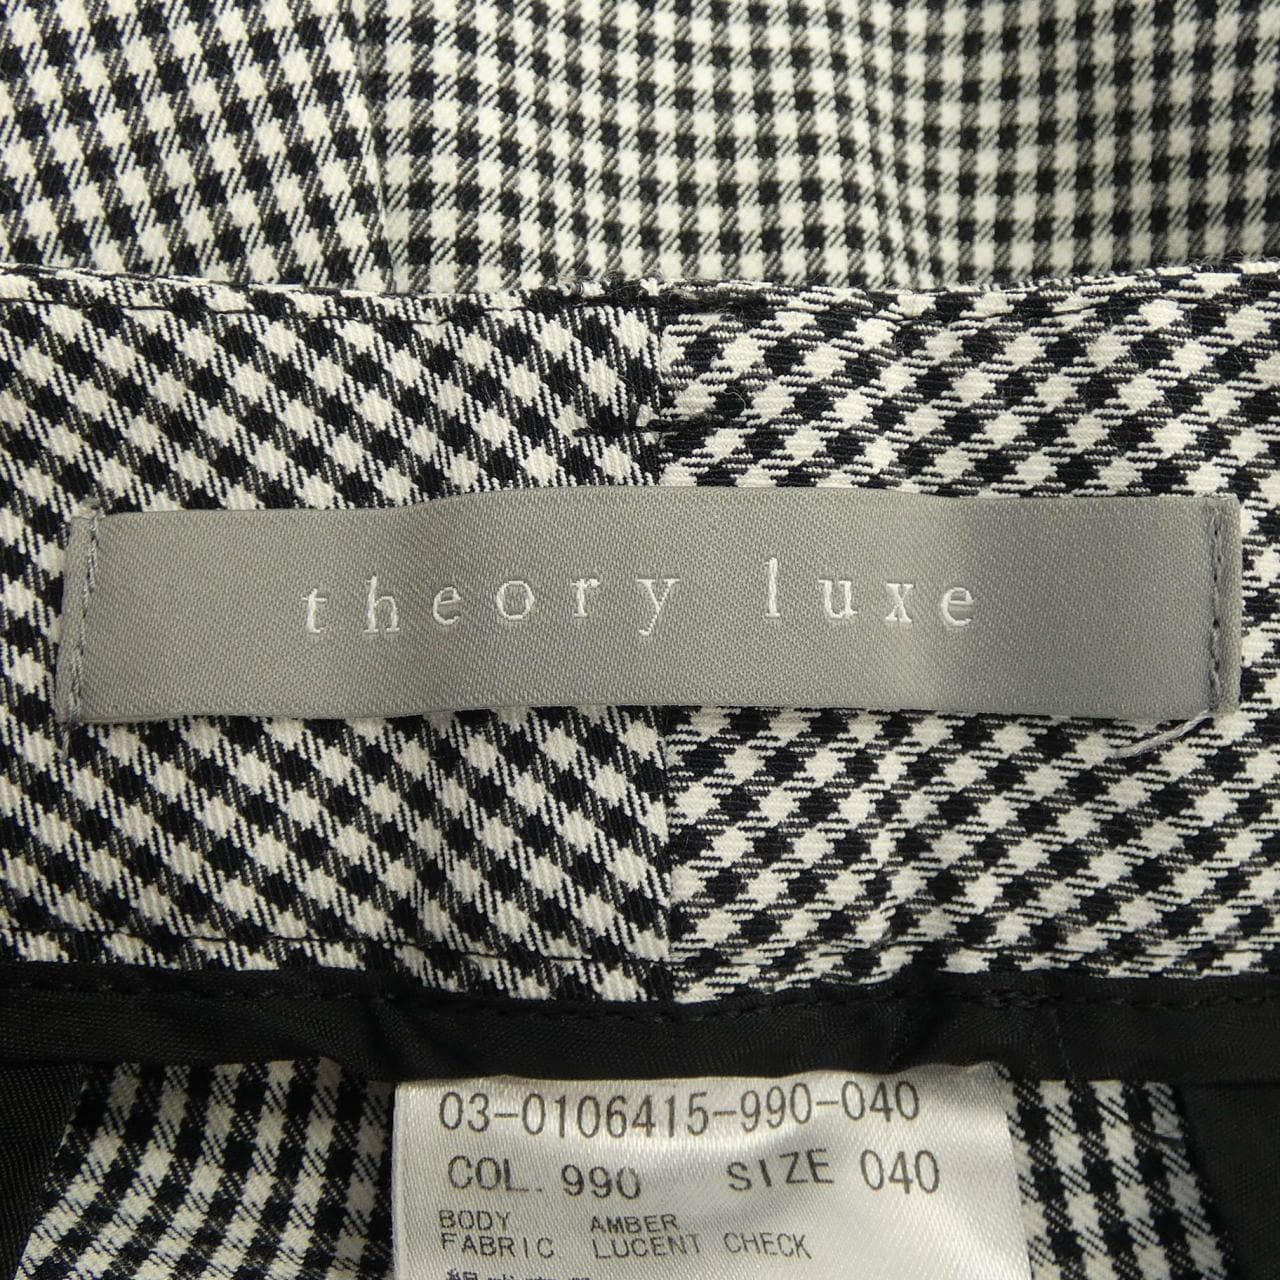 theory luxe
03-0106415-990-040
COL. 990 SIZE 040
BODY AMBER
FABRIC LUCENT CHECK